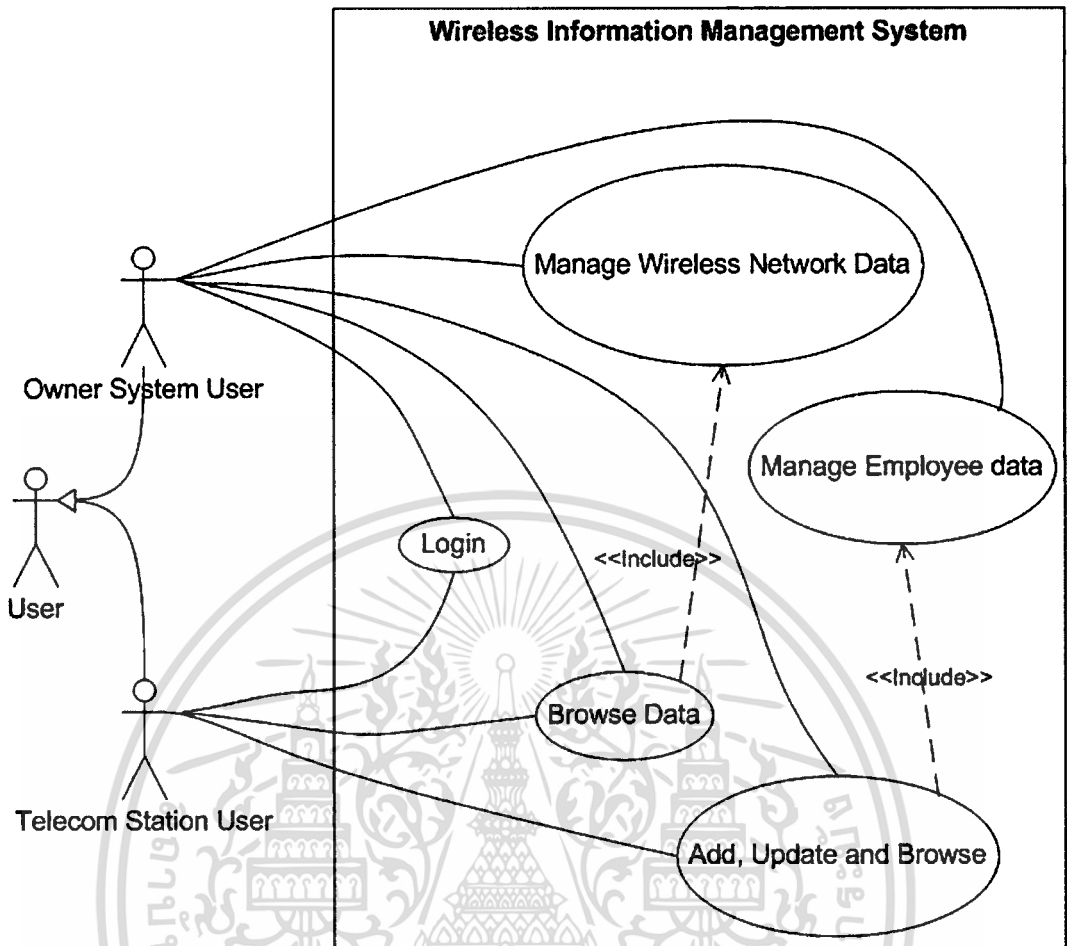 Wireless Information Management System
Manage Wireless Network Data
Owner System User
Manage Employee data
Login
<<Include>>
User
<<Include>>
Browse Data
Telecom Station User
Add, Update and Browse